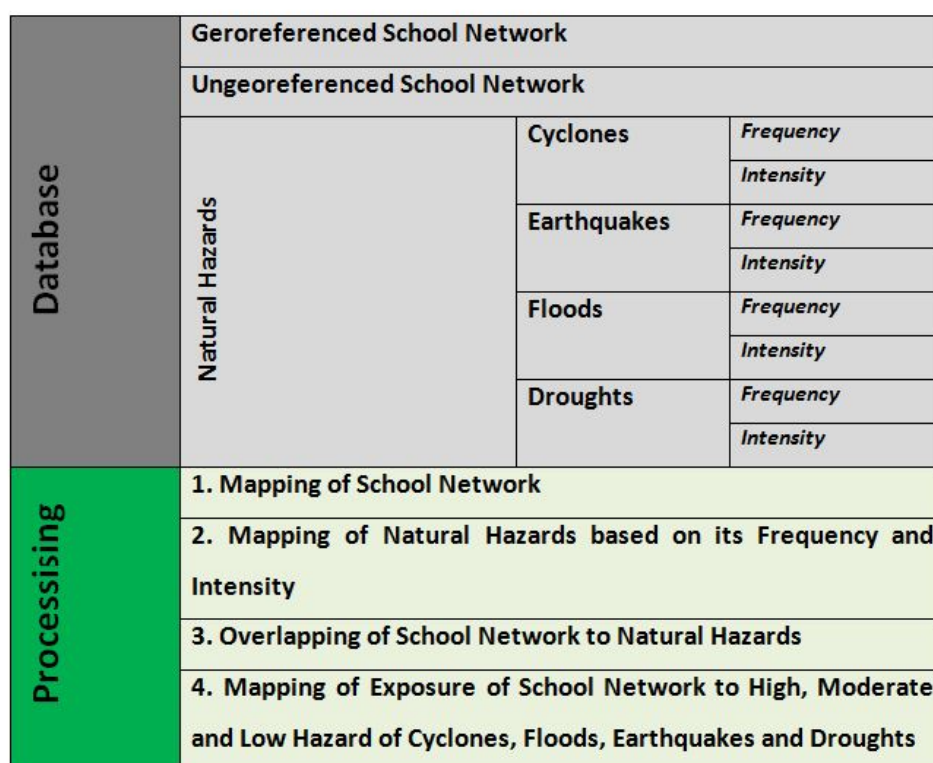 Database
Geroreferenced School Network
Ungeoreferenced School Network
Natural Hazards
Cyclones
Frequency
Intensity
Earthquakes
Frequency
Intensity
Floods
Frequency
Intensity
Droughts
Frequency
Intensity
Processising
1. Mapping of School Network
2. Mapping of Natural Hazards based on its Frequency and
Intensity
3. Overlapping of School Network to Natural Hazards
4. Mapping of Exposure of School Network to High, Moderate
and Low Hazard of Cyclones, Floods, Earthquakes and Droughts